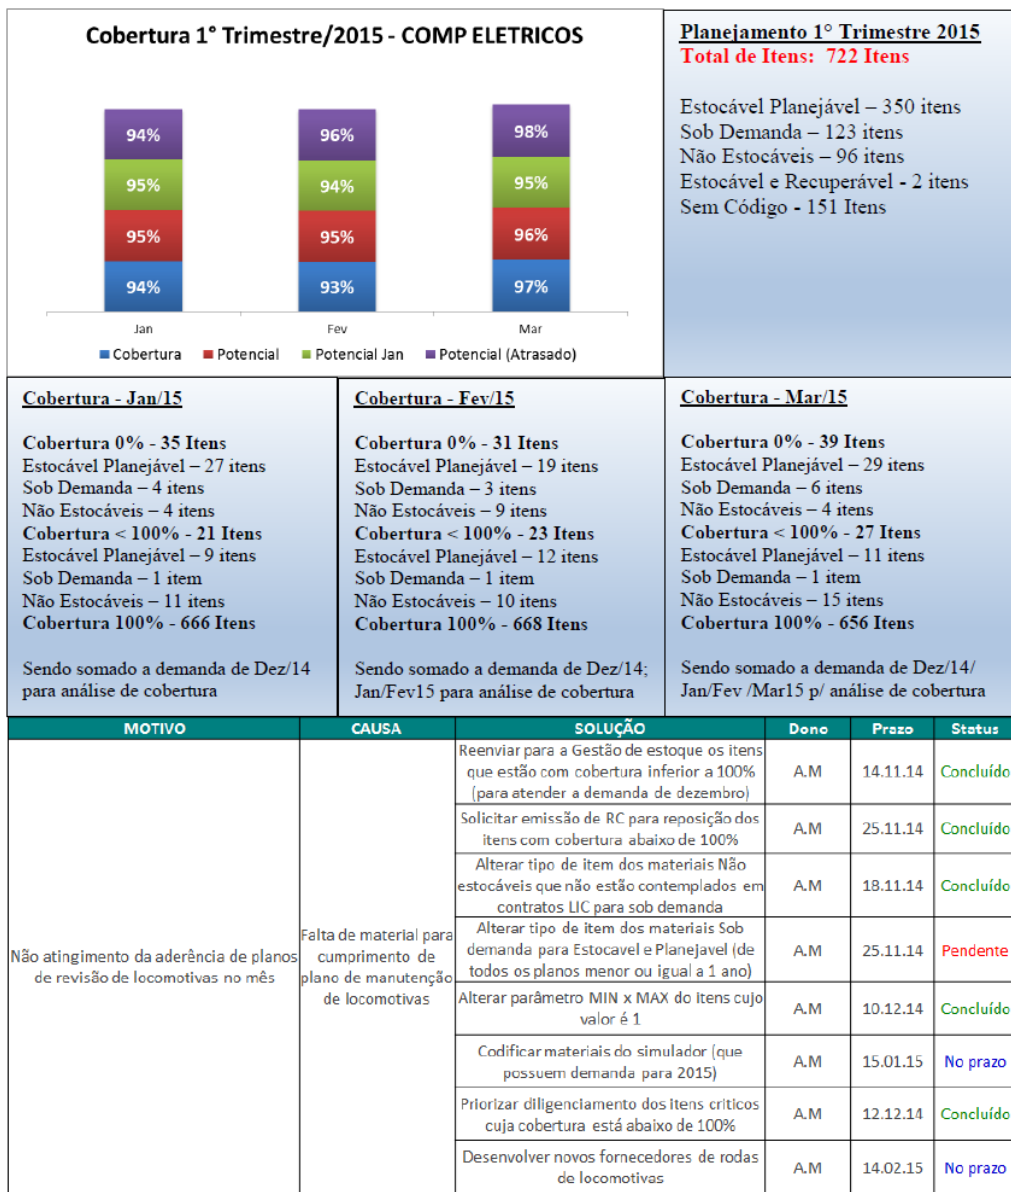 Cobertura 1° Trimestre/2015 - COMP ELETRICOS
94%
96%
98%
95%
94%
95%
95%
95%
96%
94%
93%
97%
Jan
Fev
Mar
Cobertura
Potencial
Potencial Jan
Potencial (Atrasado)
Planejamento 1° Trimestre 2015
Total de Itens: 722 Itens
Estocável Planejável – 350 itens
Sob Demanda – 123 itens
Não Estocáveis – 96 itens
Estocável e Recuperável - 2 itens
Sem Código - 151 Itens
Cobertura - Jan/15
Cobertura 0% - 35 Itens
Estocável Planejável – 27 itens
Sob Demanda – 4 itens
Não Estocáveis – 4 itens
Cobertura < 100% - 21 Itens
Estocável Planejável – 9 itens
Sob Demanda – 1 item
Não Estocáveis – 11 itens
Cobertura 100% - 666 Itens
Sendo somado a demanda de Dez/14
para análise de cobertura
Cobertura - Fev/15
Cobertura 0% - 31 Itens
Estocável Planejável – 19 itens
Sob Demanda – 3 itens
Não Estocáveis – 9 itens
Cobertura < 100% - 23 Itens
Estocável Planejável – 12 itens
Sob Demanda – 1 item
Não Estocáveis – 10 itens
Cobertura 100% - 668 Itens
Sendo somado a demanda de Dez/14;
Jan/Fev15 para análise de cobertura
Cobertura - Mar/15
Cobertura 0% - 39 Itens
Estocável Planejável – 29 itens
Sob Demanda – 6 itens
Não Estocáveis – 4 itens
Cobertura < 100% - 27 Itens
Estocável Planejável – 11 itens
Sob Demanda – 1 item
Não Estocáveis – 15 itens
Cobertura 100% - 656 Itens
Sendo somado a demanda de Dez/14/
Jan/Fev /Mar15 p/ análise de cobertura
MOTIVO CAUSA SOLUÇÃO Dono Prazo Status
Não atingimento da aderência de planos
de revisão de locomotivas no mês
Falta de material para
cumprimento de
plano de manutenção
de locomotivas
Reenviar para a Gestão de estoque os itens
que estão com cobertura inferior a 100%
(para atender a demanda de dezembro)
A.M 14.11.14 Concluído
Solicitar emissão de RC para reposição dos
itens com cobertura abaixo de 100%
A.M 25.11.14 Concluído
Alterar tipo de item dos materiais Não
estocáveis que não estão contemplados em
contratos LIC para sob demanda
A.M 18.11.14 Concluído
Alterar tipo de item dos materiais Sob
demanda para Estocavel e Planejavel (de
todos os planos menor ou igual a 1 ano)
A.M 25.11.14 Pendente
Alterar parâmetro MIN x MAX do itens cujo
valor é 1
A.M 10.12.14 Concluído
Codificar materiais do simulador (que
possuem demanda para 2015)
A.M 15.01.15 No prazo
Priorizar diligenciamento dos itens criticos
cuja cobertura está abaixo de 100%
A.M 12.12.14 Concluído
Desenvolver novos fornecedores de rodas
de locomotivas
A.M 14.02.15 No prazo